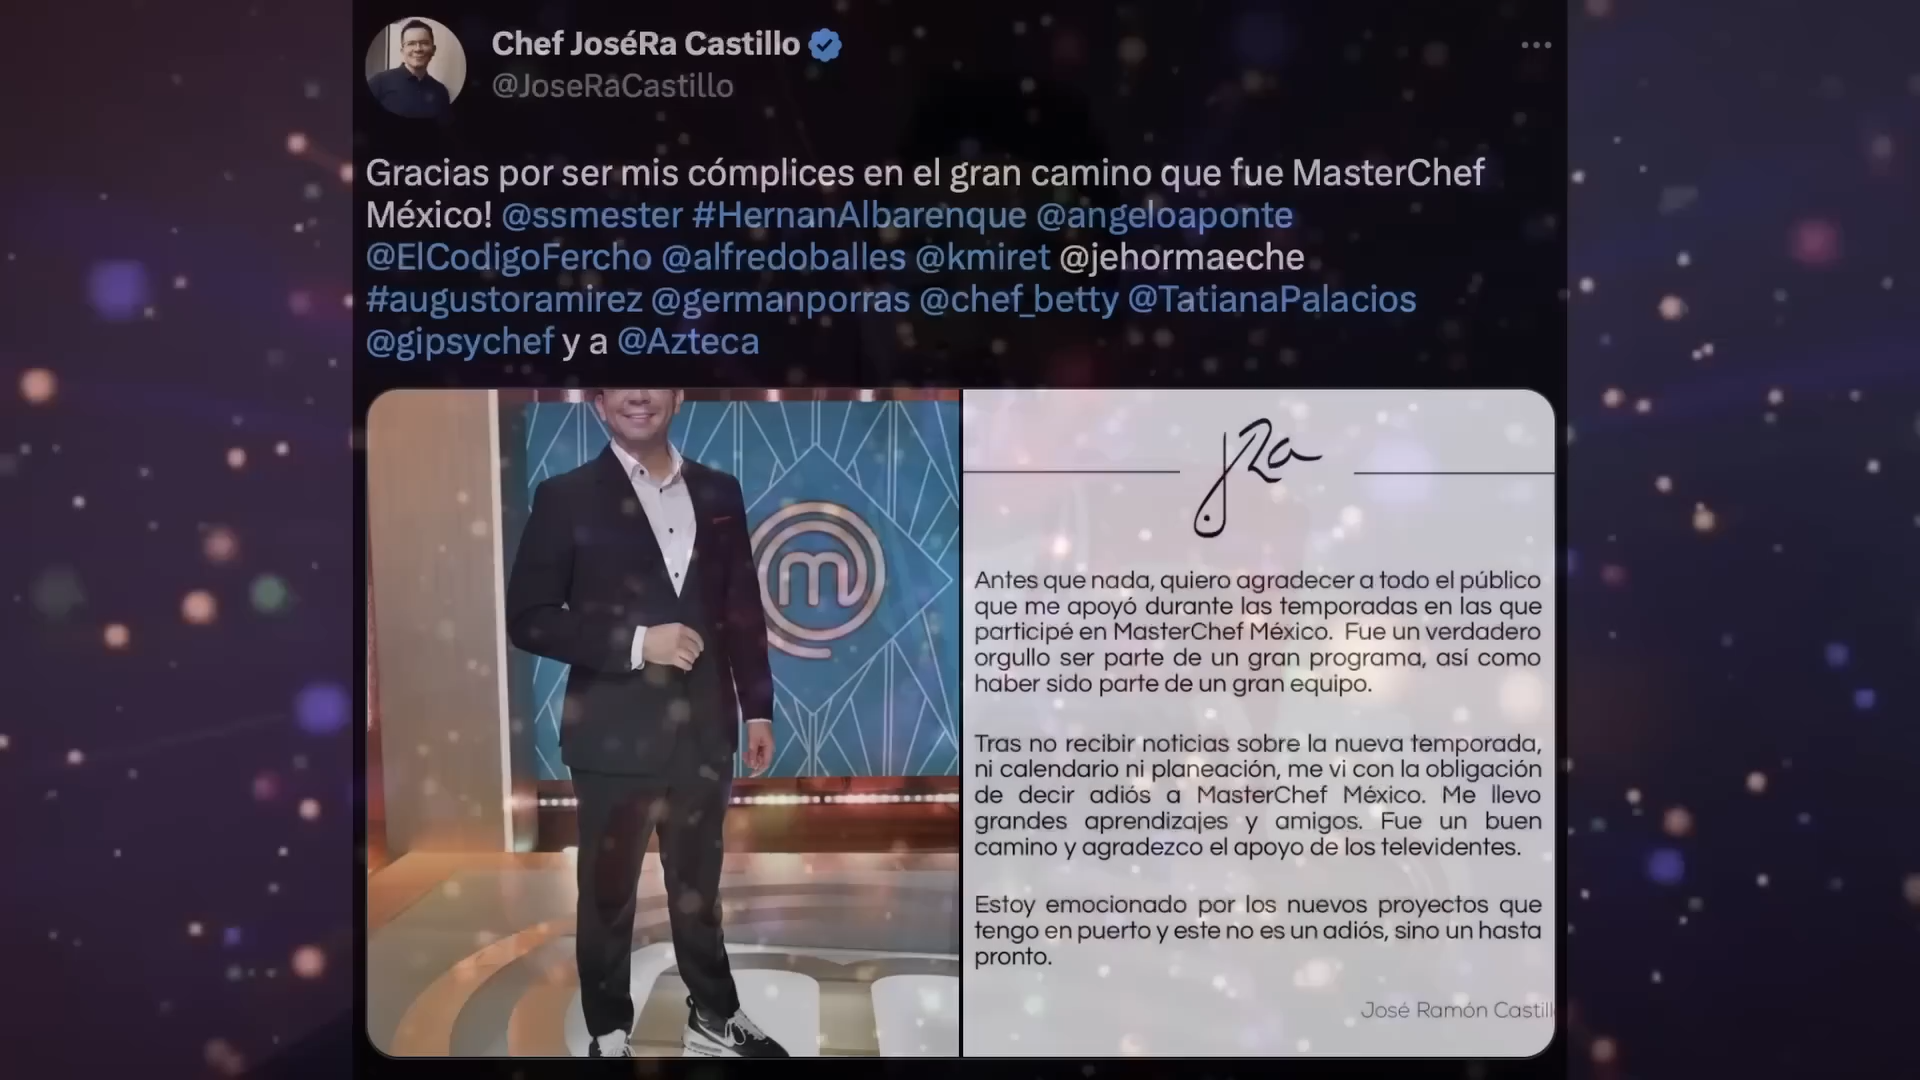 Chef JoséRa Castillo
@JoseRaCastillo
Gracias por ser mis cómplices en el gran camino que fue MasterChef
México! @ssmester #HernanAlbarenque @angeloaponte
@ElCodigoFercho @alfredoballes @kmiret @jehormaeche
#augustoramirez @germanporras @chef_betty @TatianaPalacios
@gipsychef y a @Azteca
m
JRa
Antes que nada, quiero agradecer a todo el público
que me apoyó durante las temporadas en las que
participé en MasterChef México. Fue un verdadero
orgullo ser parte de un gran programa, así como
haber sido parte de un gran equipo.
Tras no recibir noticias sobre la nueva temporada,
ni calendario ni planeación, me vi con la obligación
de decir adiós a MasterChef México. Me llevo
grandes aprendizajes y amigos. Fue un buen
camino y agradezco el apoyo de los televidentes.
Estoy emocionado por los nuevos proyectos que
tengo en puerto y este no es un adiós, sino un hasta
pronto.
José Ramón Castill